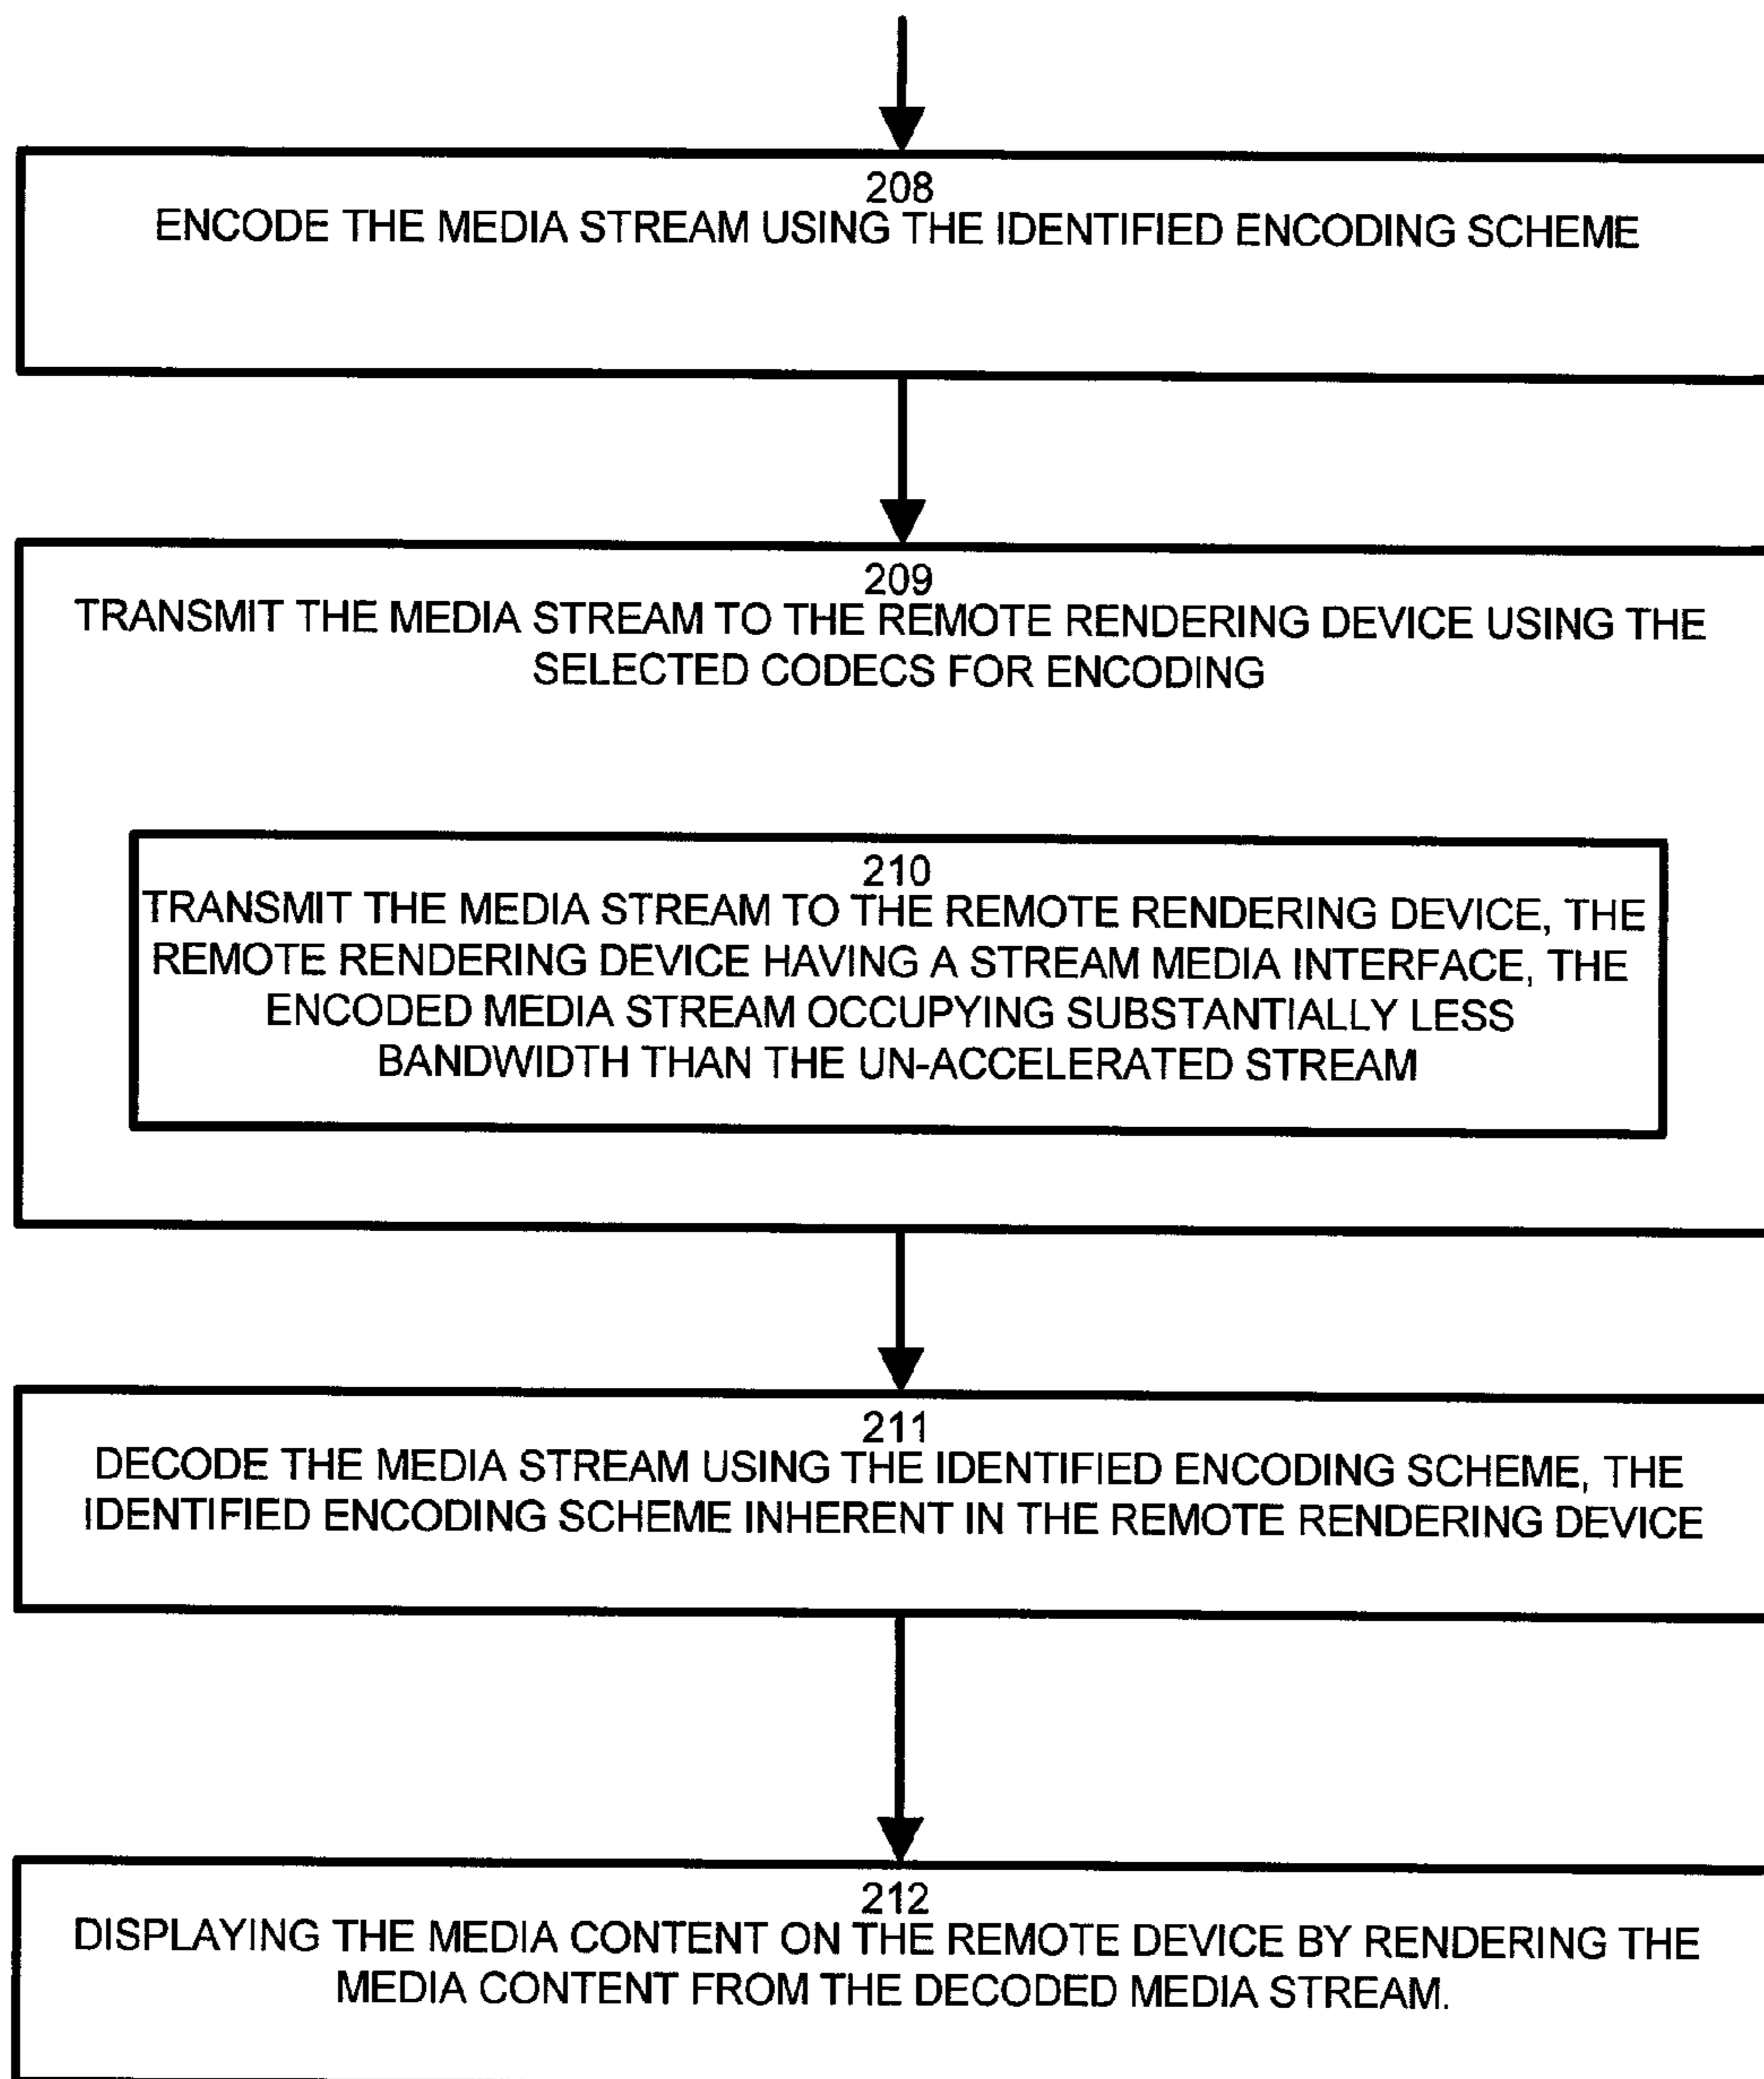 208
ENCODE THE MEDIA STREAM USING THE IDENTIFIED ENCODING SCHEME
209
TRANSMIT THE MEDIA STREAM TO THE REMOTE RENDERING DEVICE USING THE
SELECTED CODECS FOR ENCODING
210
TRANSMIT THE MEDIA STREAM TO THE REMOTE RENDERING DEVICE, THE
REMOTE RENDERING DEVICE HAVING A STREAM MEDIA INTERFACE, THE
ENCODED MEDIA STREAM OCCUPYING SUBSTANTIALLY LESS
BANDWIDTH THAN THE UN-ACCELERATED STREAM
211
DECODE THE MEDIA STREAM USING THE IDENTIFIED ENCODING SCHEME, THE
IDENTIFIED ENCODING SCHEME INHERENT IN THE REMOTE RENDERING DEVICE
212
DISPLAYING THE MEDIA CONTENT ON THE REMOTE DEVICE BY RENDERING THE
MEDIA CONTENT FROM THE DECODED MEDIA STREAM.